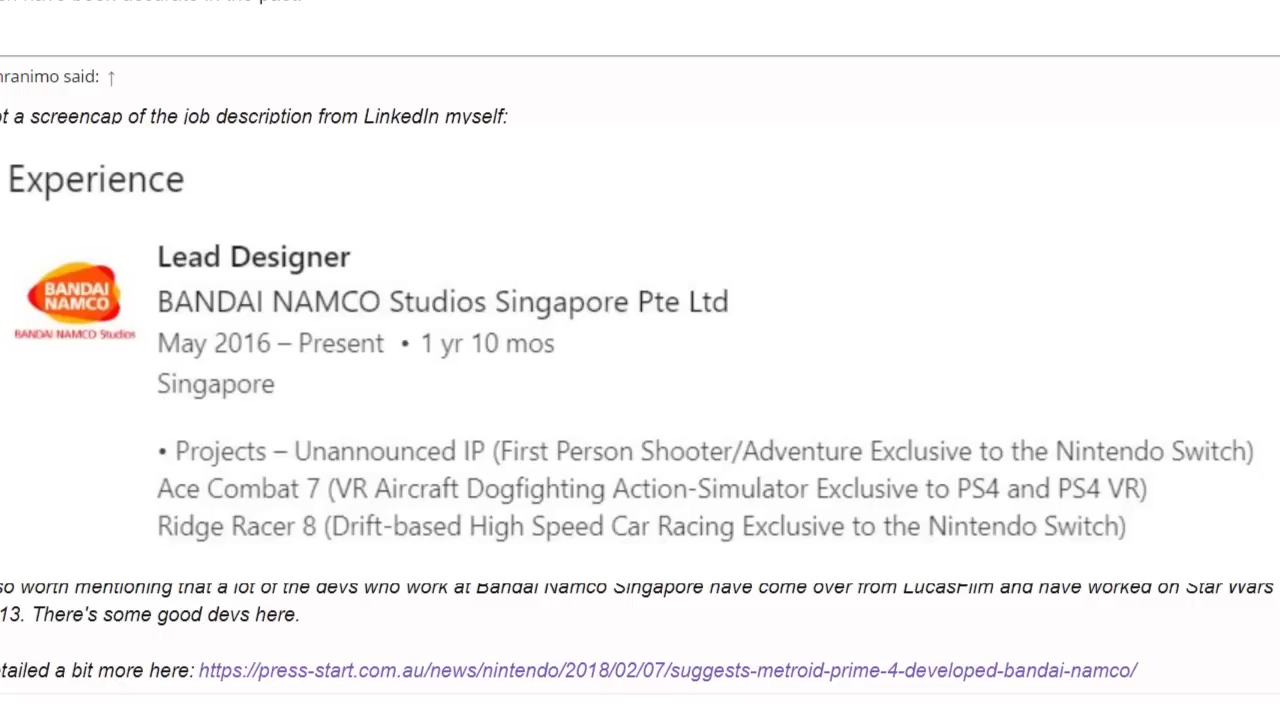 said: ↑
a screencap of the job description from LinkedIn myself:
Experience
BANDAI
NAMCO
BANDAI NAMCO Studios
Lead Designer
BANDAI NAMCO Studios Singapore Pte Ltd
May 2016 – Present • 1 yr 10 mos
Singapore
• Projects – Unannounced IP (First Person Shooter/Adventure Exclusive to the Nintendo Switch)
Ace Combat 7 (VR Aircraft Dogfighting Action-Simulator Exclusive to PS4 and PS4 VR)
Ridge Racer 8 (Drift-based High Speed Car Racing Exclusive to the Nintendo Switch)
so worth mentioning that a lot of the devs who work at Bandai Namco Singapore have come over from LucasFilm and have worked on Star Wars
13. There's some good devs here.
a bit more here: https://press-start.com.au/news/nintendo/2018/02/07/suggests-metroid-prime-4-developed-bandai-namco/